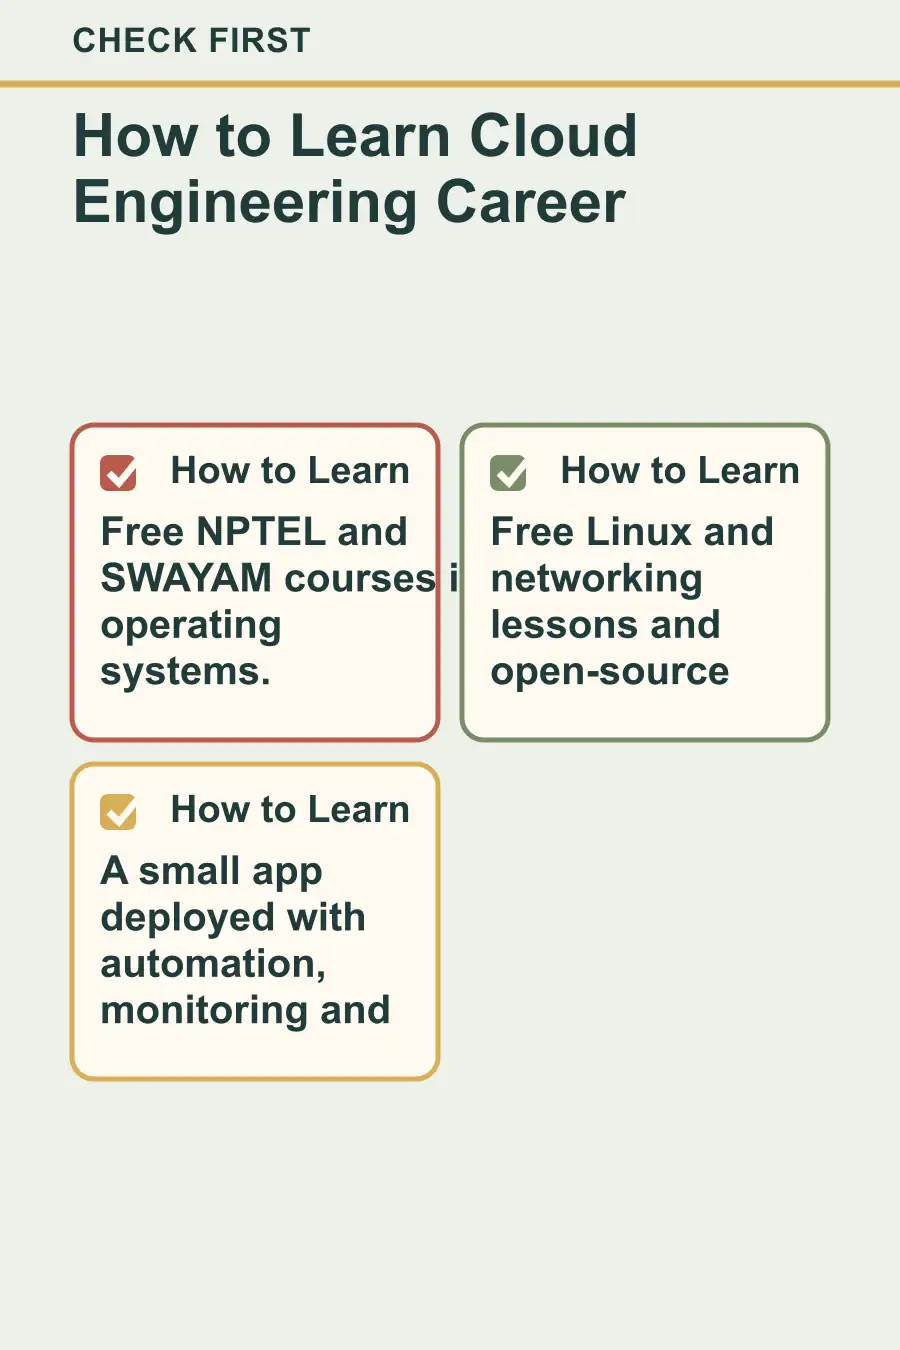 CHECK FIRST
How to Learn Cloud
Engineering Career
How to Learn
Free NPTEL and
SWAYAM courses i
operating
systems.
How to Learn
Free Linux and
networking
lessons and
open-source
How to Learn
A small app
deployed with
automation,
monitoring and